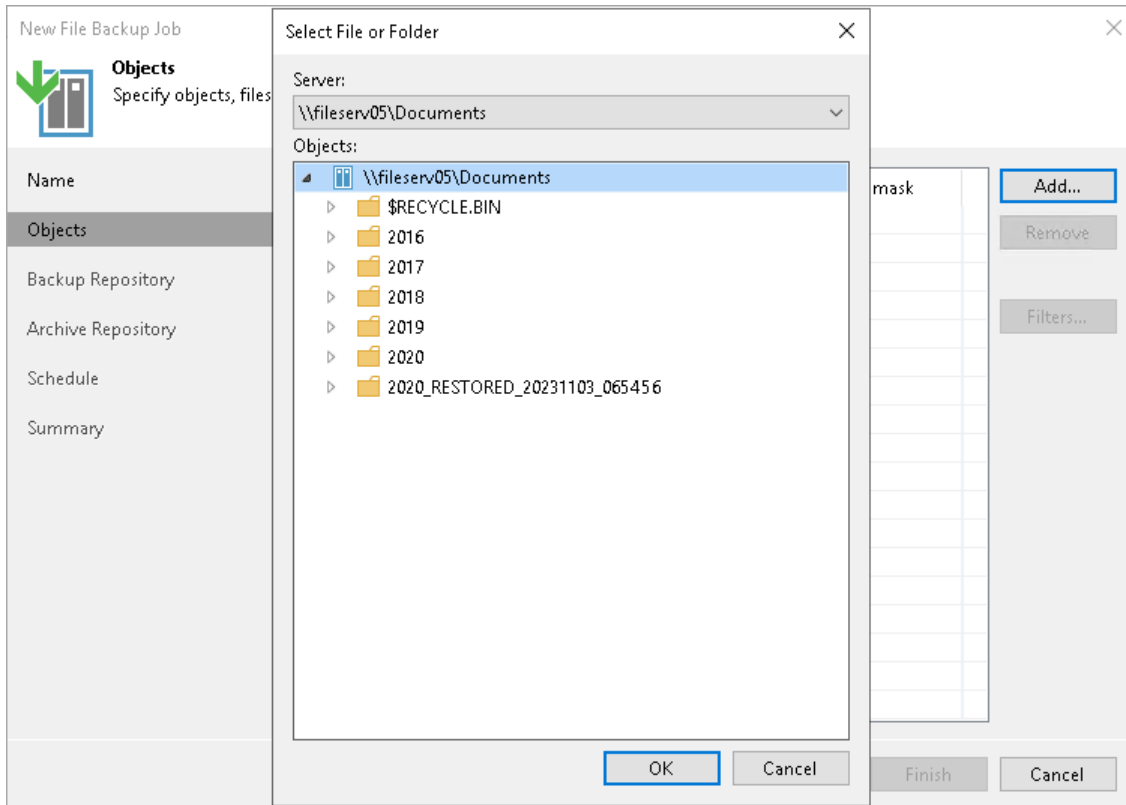 New File Backup Job
Objects
Specify objects, files
Name
Objects
Backup Repository
Archive Repository
Schedule
Summary
Select File or Folder
Server:
\\fileserv05\Documents
Objects:
\\fileserv05\Documents
$RECYCLE.BIN
2016
2017
2018
2019
2020
2020_RESTORED_20231103_065456
OK
Cancel
mask
Add...
Remove
Filters...
Finish
Cancel